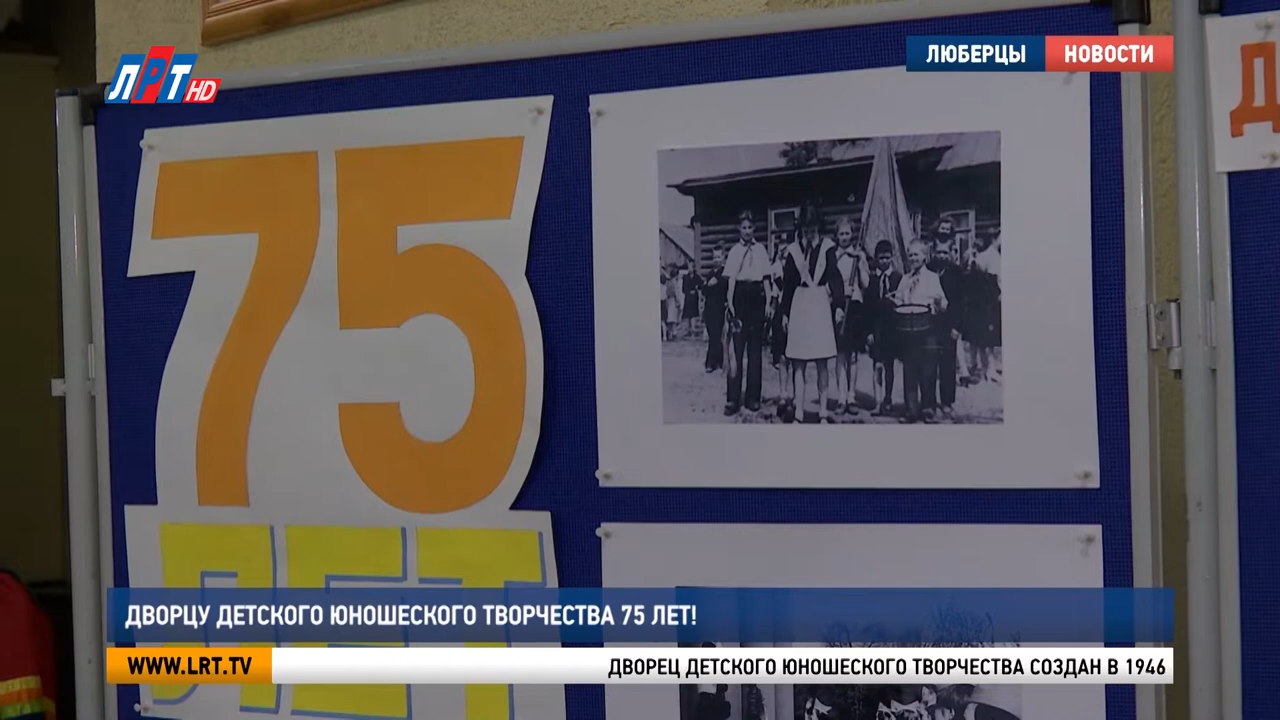 ЛРТ HD
ЛЮБЕРЦЫ НОВОСТИ
Д
75
ЛЕТ
ДВОРЦУ ДЕТСКОГО ЮНОШЕСКОГО ТВОРЧЕСТВА 75 ЛЕТ!
WWW.LRT.TV
ДВОРЕЦ ДЕТСКОГО ЮНОШЕСКОГО ТВОРЧЕСТВА СОЗДАН В 1946